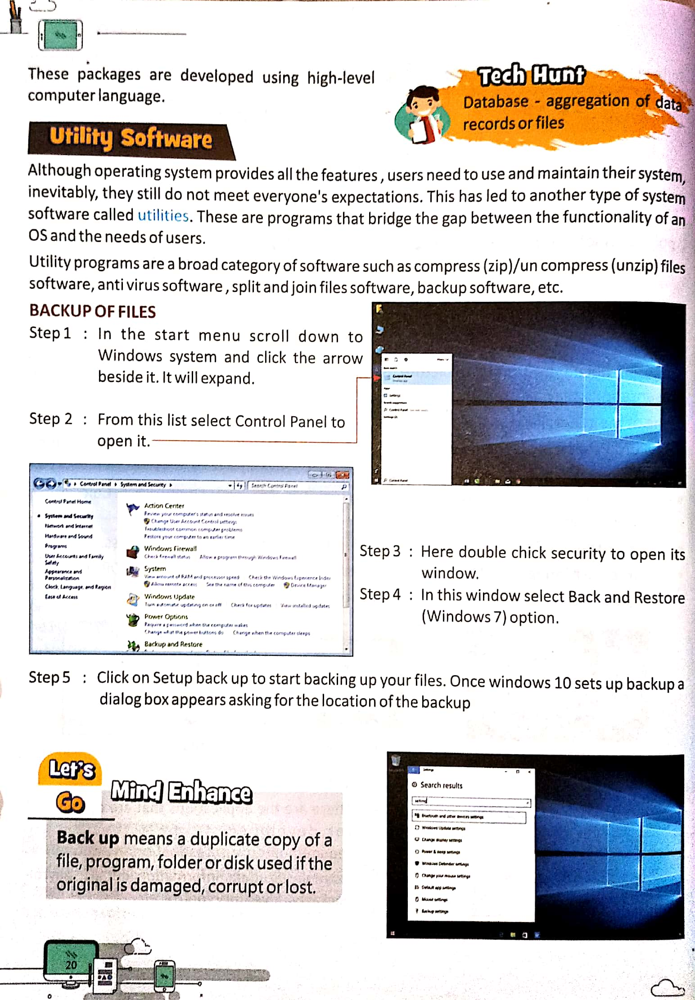 These packages are developed using high-level
computer language.
Tech Hunt
Database - aggregation of data
records or files
Utility Software
Although operating system provides all the features , users need to use and maintain their system,
inevitably, they still do not meet everyone's expectations. This has led to another type of system
software called utilities. These are programs that bridge the gap between the functionality of an
OS and the needs of users.
Utility programs are a broad category of software such as compress (zip)/un compress (unzip) files
software, anti virus software , split and join files software, backup software, etc.
BACKUP OF FILES
Step 1 : In the start menu scroll down to
Windows system and click the arrow
beside it. It will expand.
Step 2 : From this list select Control Panel to
open it.
Control Panel
Apps
Settings
Control Panel
Control Panel
Control Panel System and Security
Search Control Panel
Control Panel Home
System and Security
Network and Internet
Hardware and Sound
Programs
User Accounts and Family
Safety
Appearance and
Personalization
Clock, Language, and Region
Ease of Access
Action Center
Review your computer's status and resolve issues
Change User Account Control settings
Troubleshoot common computer problems
Restore your computer to an earlier time
Windows Firewall
Check firewall status Allow a program through Windows Firewall
System
View amount of RAM and processor speed Check the Windows Experience Index
Allow remote access See the name of this computer Device Manager
Windows Update
Turn automatic updating on or off Check for updates View installed updates
Power Options
Require a password when the computer wakes
Change what the power buttons do Change when the computer sleeps
Backup and Restore
Step 3 : Here double chick security to open its
window.
Step 4 : In this window select Back and Restore
(Windows 7) option.
Step 5 : Click on Setup back up to start backing up your files. Once windows 10 sets up backup a
dialog box appears asking for the location of the backup
Let's
Go
Mind Enhance
Back up means a duplicate copy of a
file, program, folder or disk used if the
original is damaged, corrupt or lost.
Settings
Search results
setting
Bluetooth and other devices settings
Windows Update settings
Change display settings
Power & sleep settings
Windows Defender settings
Change your mouse settings
Default app settings
Mouse settings
Backup settings
20